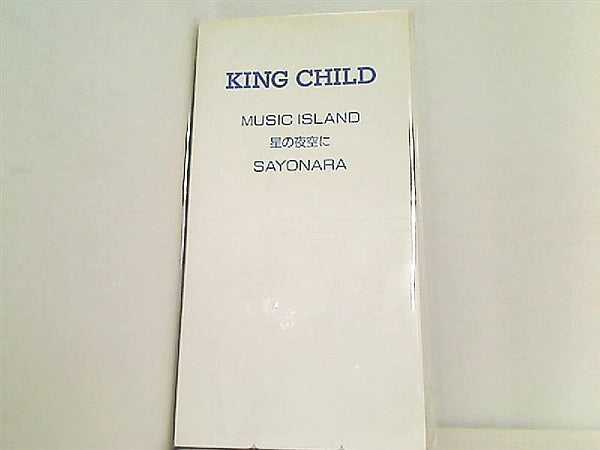 KING CHILD
MUSIC ISLAND
星の夜空に
SAYONARA